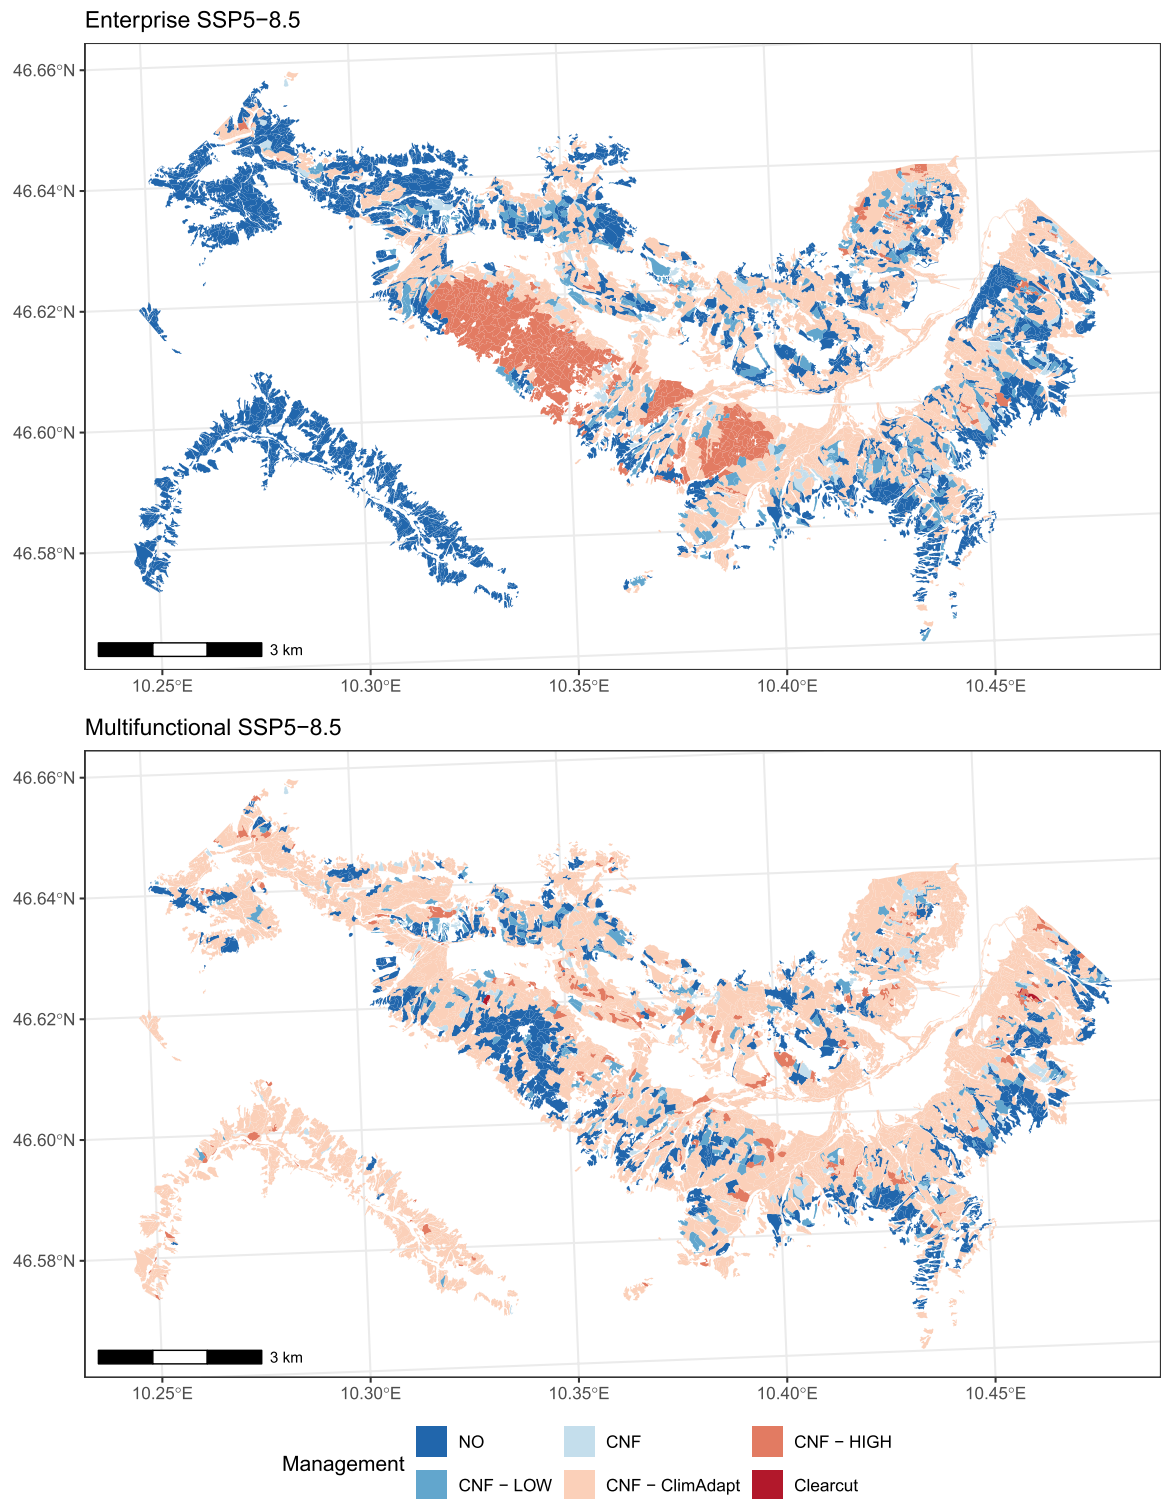 Enterprise SSP5−8.5
46.66°N
46.64°N
46.62°N
46.60°N
46.58°N
3 km
10.25°E 10.30°E 10.35°E 10.40°E 10.45°E
Multifunctional SSP5−8.5
46.66°N
46.64°N
46.62°N
46.60°N
46.58°N
3 km
10.25°E 10.30°E 10.35°E 10.40°E 10.45°E
Management
NO CNF CNF − HIGH
CNF − LOW CNF − ClimAdapt Clearcut